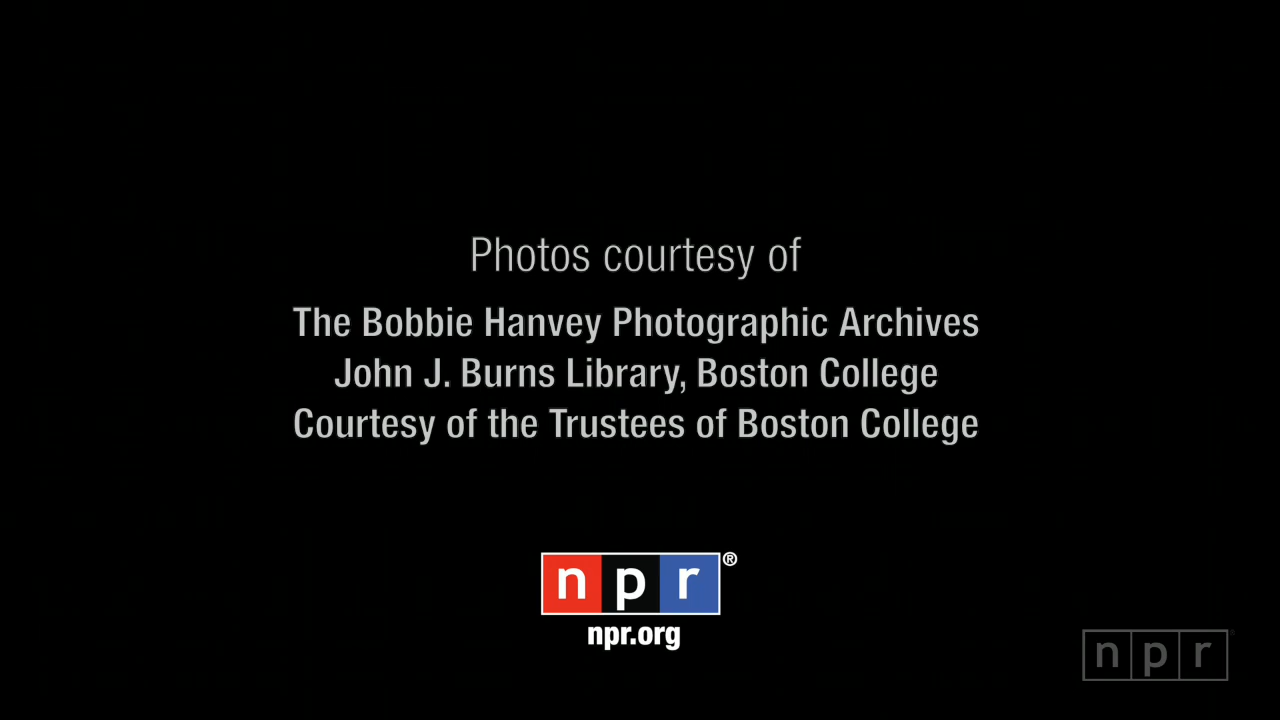 Photos courtesy of
The Bobbie Hanvey Photographic Archives
John J. Burns Library, Boston College
Courtesy of the Trustees of Boston College
npr®
npr.org
npr